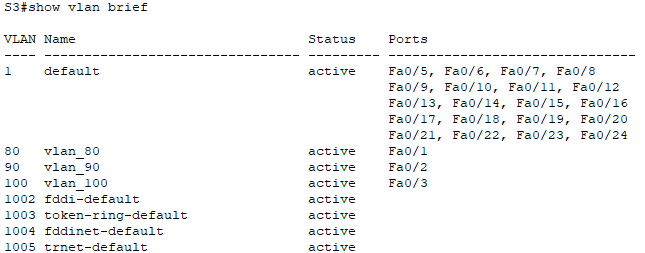 S3#show vlan brief
VLAN Name Status Ports
---- -------------------------------- --------- -------------------------------
1 default active Fa0/5, Fa0/6, Fa0/7, Fa0/8
Fa0/9, Fa0/10, Fa0/11, Fa0/12
Fa0/13, Fa0/14, Fa0/15, Fa0/16
Fa0/17, Fa0/18, Fa0/19, Fa0/20
Fa0/21, Fa0/22, Fa0/23, Fa0/24
80 vlan_80 active Fa0/1
90 vlan_90 active Fa0/2
100 vlan_100 active Fa0/3
1002 fddi-default active
1003 token-ring-default active
1004 fddinet-default active
1005 trnet-default active